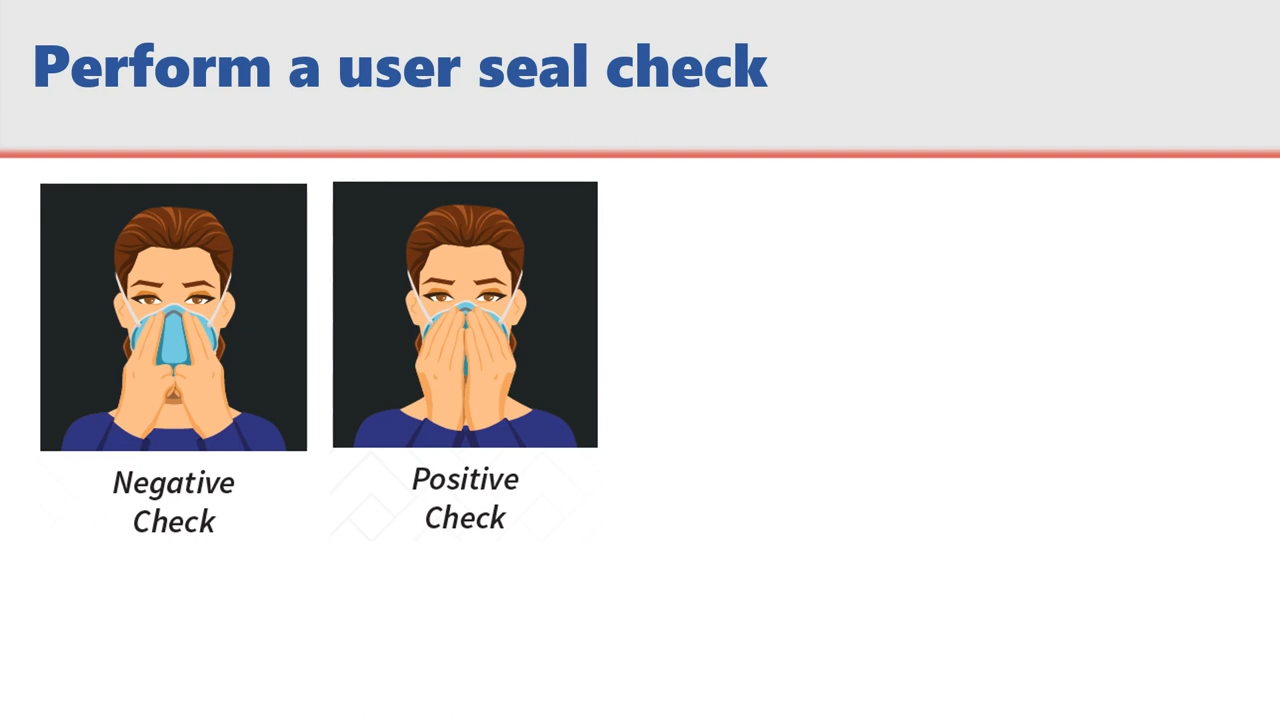 Perform a user seal check
Negative
Check
Positive
Check